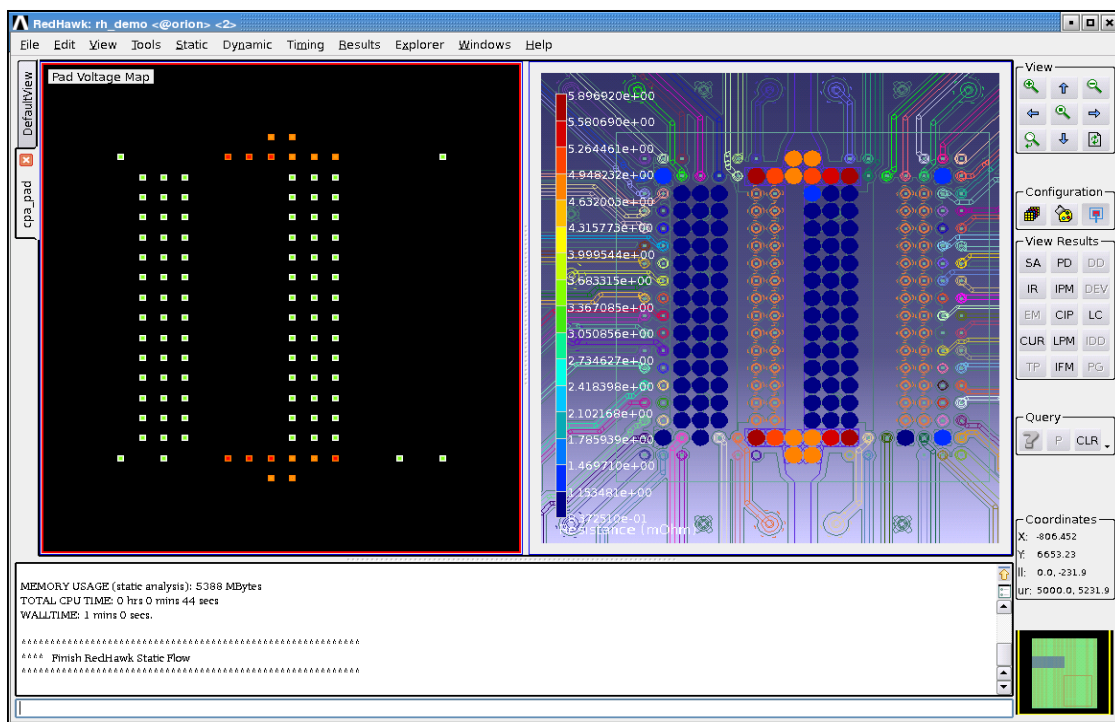 RedHawk: rh_demo <@orion> <2>
File Edit View Tools Static Dynamic Timing Results Explorer Windows Help
DefaultView
cpa_pad
Pad Voltage Map
5.896920e+00
5.580690e+00
5.264461e+00
4.948232e+00
4.632003e+00
4.315773e+00
3.999544e+00
3.683315e+00
3.367085e+00
3.050856e+00
2.734627e+00
2.418398e+00
2.102168e+00
1.785939e+00
1.469710e+00
1.153481e+00
Resistance (mOhm)
View
Configuration
View Results
SA PD DD
IR IPM DEV
EM CIP LC
CUR LPM IDD
TP IFM PG
Query
? P CLR
Coordinates
X: -806.452
Y: 6653.23
ll: 0.0, -231.9
ur: 5000.0, 5231.9
MEMORY USAGE (static analysis): 5388 MBytes
TOTAL CPU TIME: 0 hrs 0 mins 44 secs
WALLTIME: 1 mins 0 secs.
Finish RedHawk Static Flow